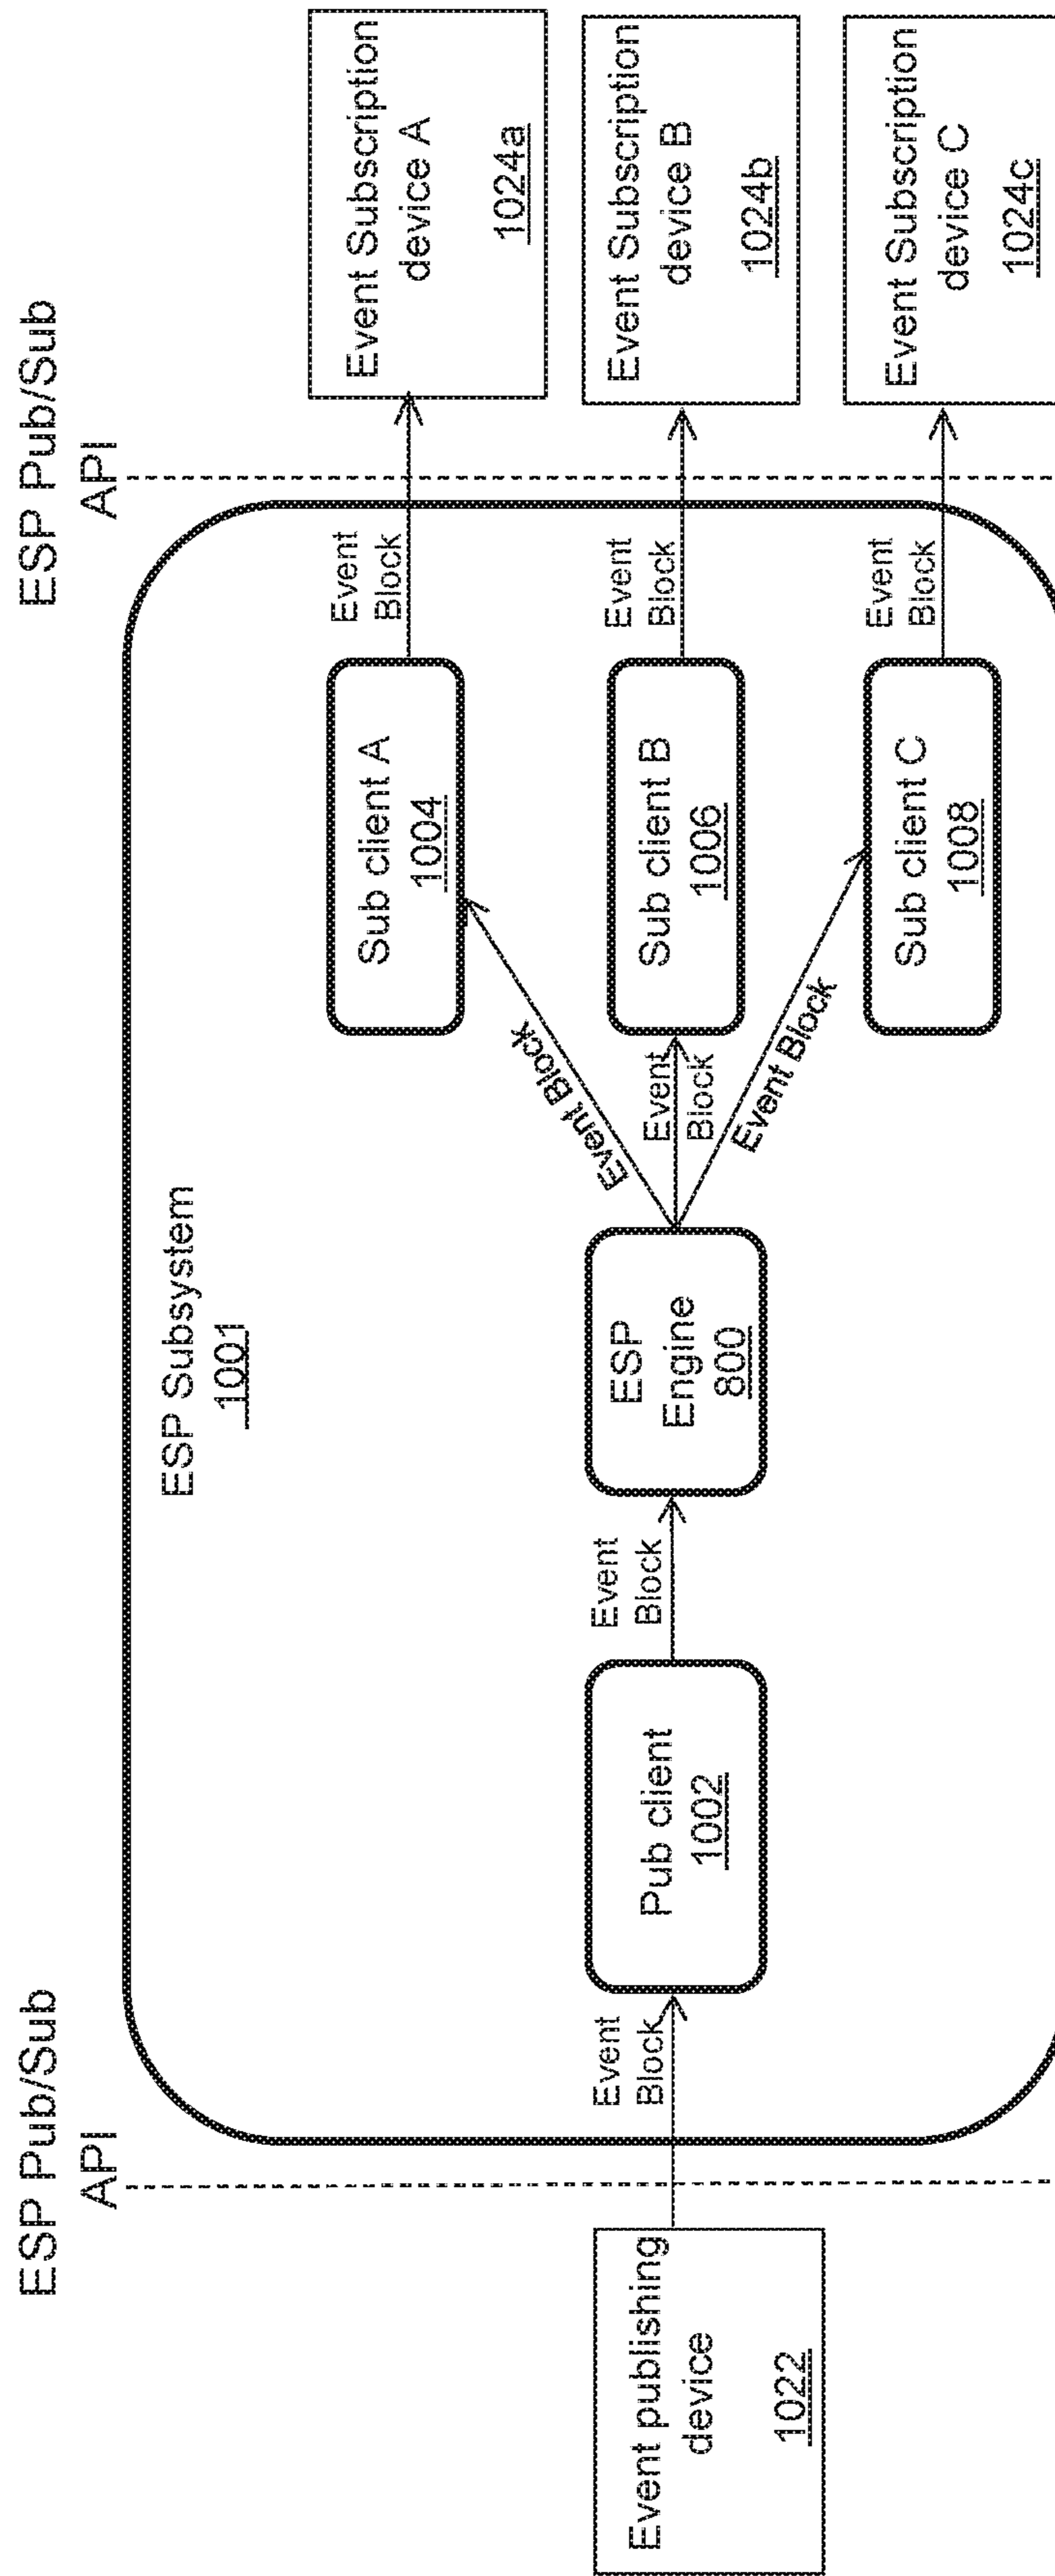 ESP Pub/Sub
API
ESP Pub/Sub
API
ESP Subsystem
1001
Event publishing
device
1022
Event
Block
Pub client
1002
Event
Block
ESP
Engine
800
Event Block
Event
Block
Event Block
Sub client A
1004
Sub client B
1006
Sub client C
1008
Event
Block
Event
Block
Event
Block
Event Subscription
device A
1024a
Event Subscription
device B
1024b
Event Subscription
device C
1024c